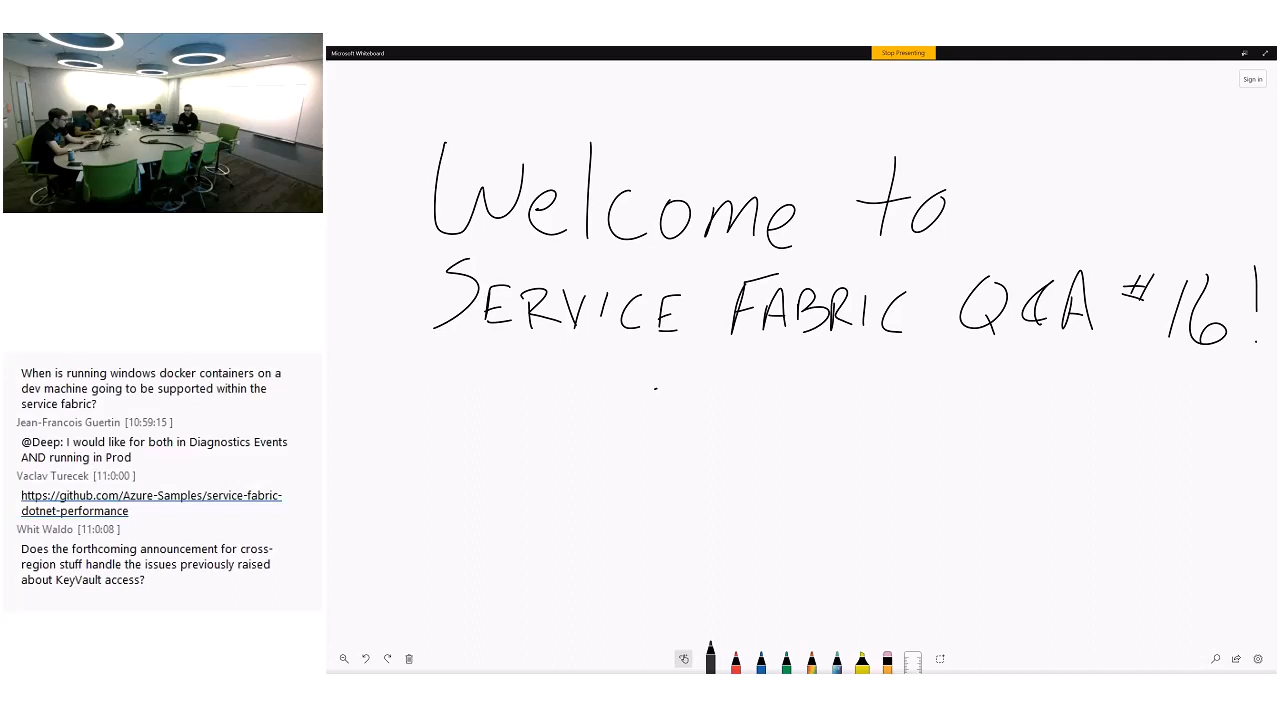 Microsoft Whiteboard
Stop Presenting
Sign in
Welcome to
SERVICE FABRIC Q&A #16!
When is running windows docker containers on a
dev machine going to be supported within the
service fabric?
Jean-Francois Guertin [10:59:15 ]
@Deep: I would like for both in Diagnostics Events
AND running in Prod
Vaclav Turecek [11:0:00 ]
https://github.com/Azure-Samples/service-fabric-
dotnet-performance
Whit Waldo [11:0:08 ]
Does the forthcoming announcement for cross-
region stuff handle the issues previously raised
about KeyVault access?